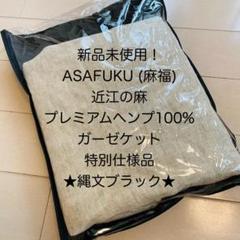 新品未使用！
ASAFUKU (麻福)
近江の麻
プレミアムヘンプ100%
ガーゼケット
特別仕様品
★縄文ブラック★